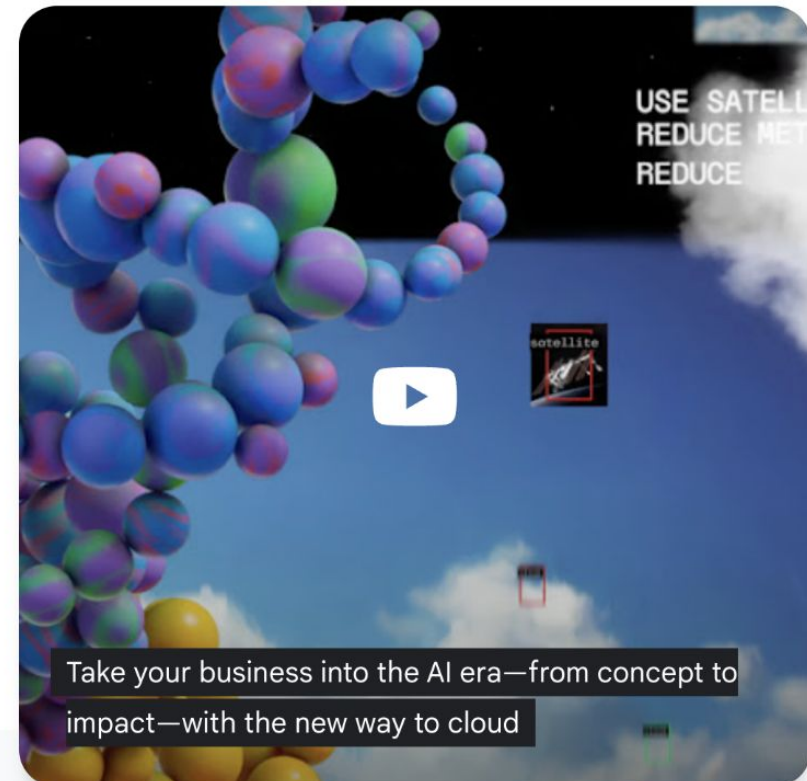 USE SATELL
REDUCE MET
REDUCE
satellite
Take your business into the AI era—from concept to
impact—with the new way to cloud